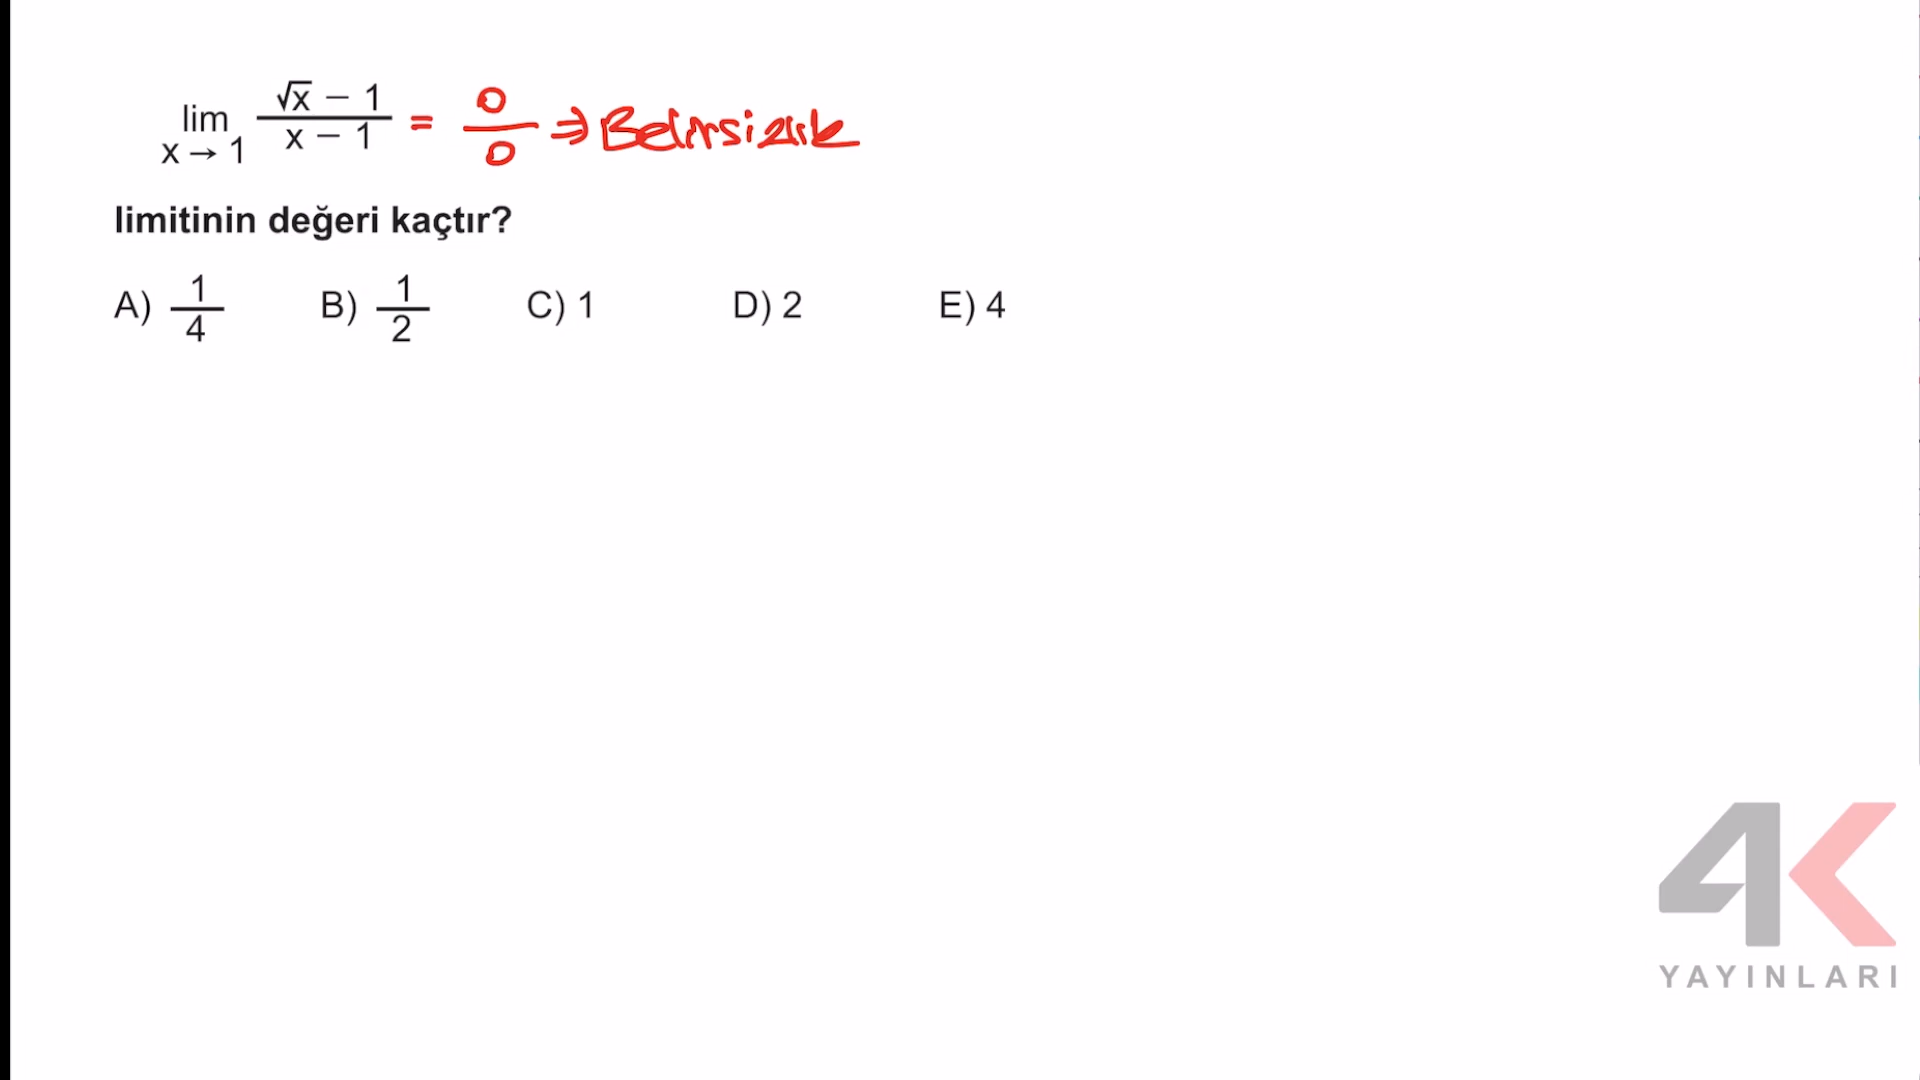 lim x → 1 √x − 1 / x − 1 = 0 / 0 ⇒ Belirsizlik
limitinin değeri kaçtır?
A) 1/4 B) 1/2 C) 1 D) 2 E) 4
4K
YAYINLARI